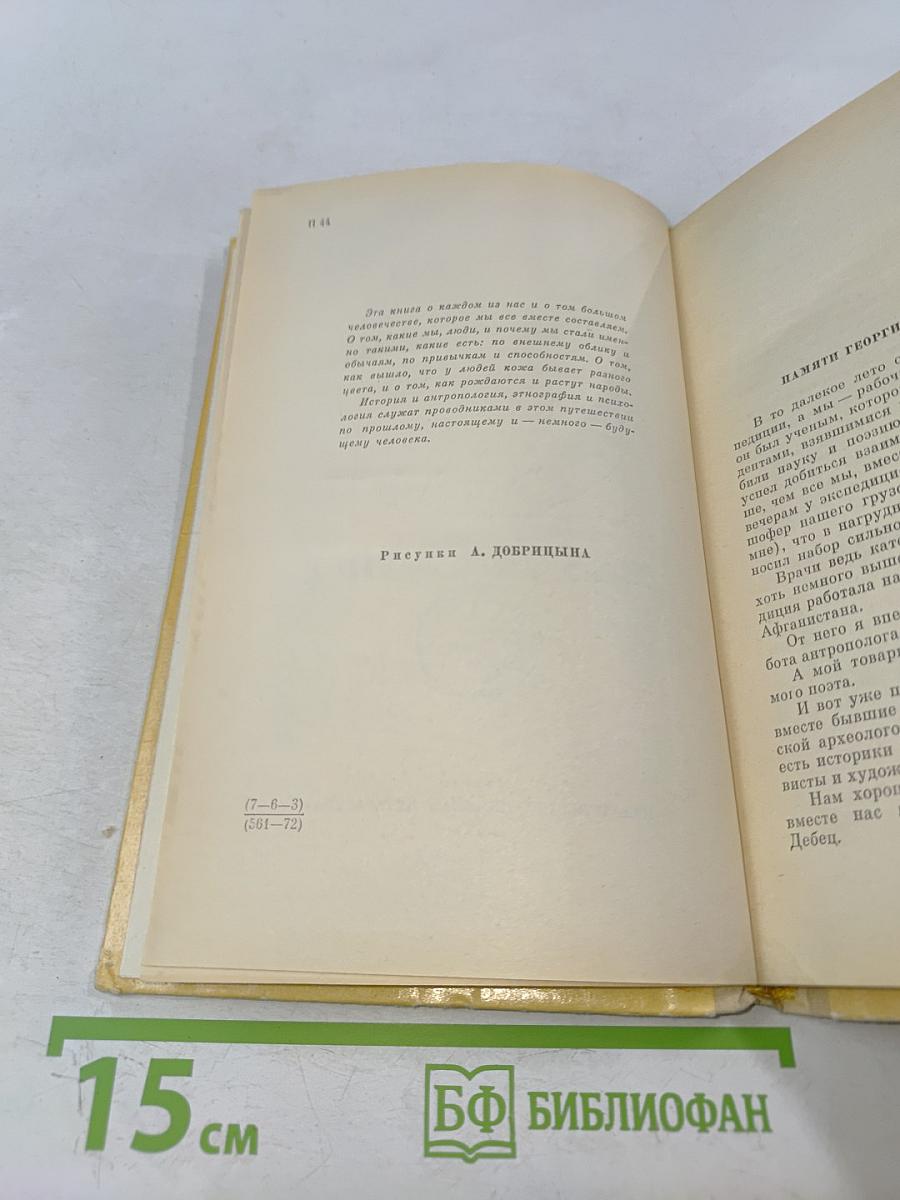 П 44
Эта книга о каждом из нас и о том большом
человечестве, которое мы все вместе составляем.
О том, какие мы, люди, и почему мы стали имен-
но такими, какие есть: по внешнему облику и
обычаям, по привычкам и способностям. О том,
как вышло, что у людей кожа бывает разного
цвета, и о том, как рождаются и растут народы.
История и антропология, этнография и психо-
логия служат проводниками в этом путешествии
по прошлому, настоящему и — немного — буду-
щему человека.
Рисунки А. ДОБРИЦЫНА
(7—6—3)
(561—72)
ПАМЯТИ ГЕОРГИ
В то далекое лето
педиции, а мы — рабоч
он был ученым, которо
дентами, взявшимися
били науку и поэзию
успел добиться взаим
ше, чем все мы, вмест
вечерам у экспедици
шофер нашего грузо
мне), что в нагрудн
носил набор сильно
Врачи ведь кате
хоть немного выше
диция работала на
Афганистана.
От него я впе
бота антрополога
А мой товари
мого поэта.
И вот уже п
вместе бывшие
ской археолого
есть историки
висты и худож
Нам хорош
вместе нас
Дебец.
15 см
БФ БИБЛИОФАН